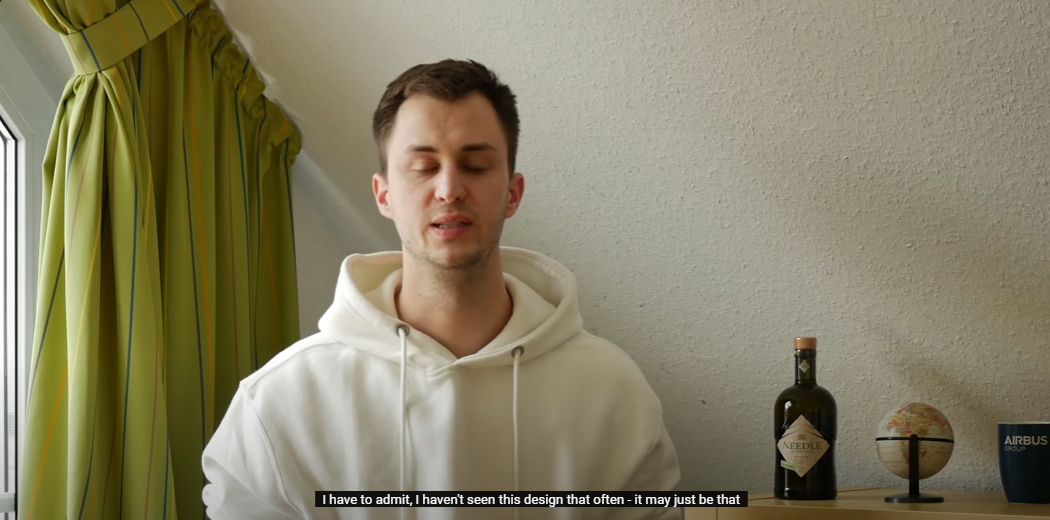 NEEDLE
AIRBUS
GROUP
I have to admit, I haven't seen this design that often - it may just be that